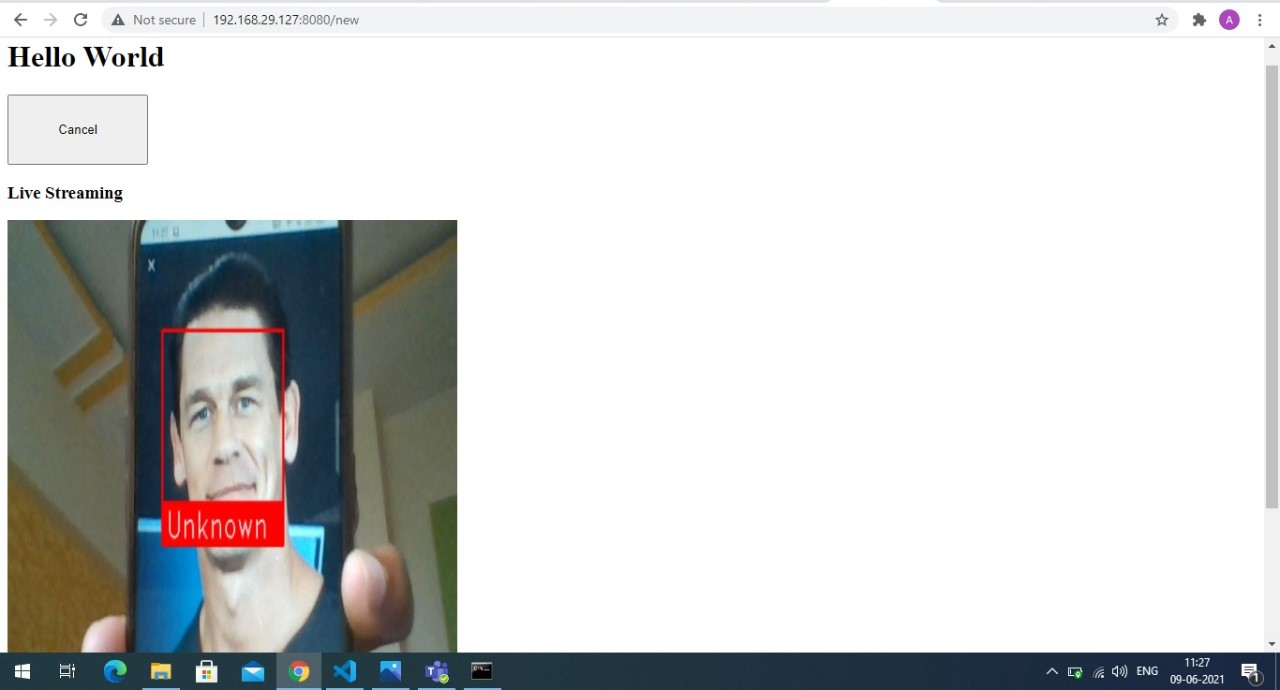 Not secure
192.168.29.127:8080/new
A
Hello World
Cancel
Live Streaming
X
Unknown
ENG
11:27
09-06-2021
1